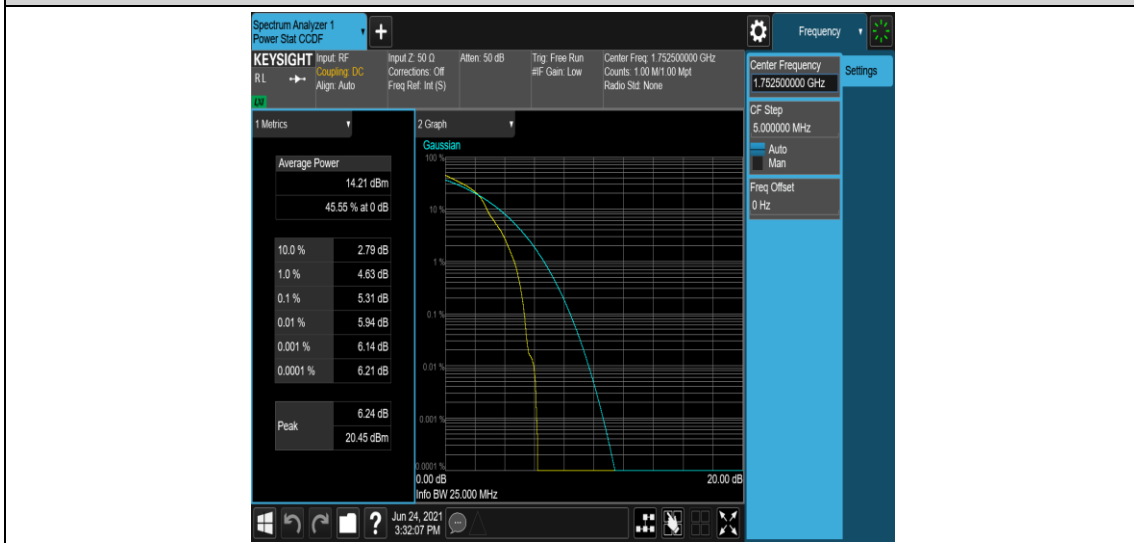 Spectrum Analyzer 1
Power Stat CCDF
+
Frequency
KEYSIGHT
RL
LXI
Input: RF
Coupling: DC
Align: Auto
Input Z: 50 Ω
Corrections: Off
Freq Ref: Int (S)
Atten: 50 dB
Trig: Free Run
#IF Gain: Low
Center Freq: 1.752500000 GHz
Counts: 1.00 M/1.00 Mpt
Radio Std: None
Center Frequency
1.752500000 GHz
Settings
CF Step
5.000000 MHz
Auto
Man
Freq Offset
0 Hz
1 Metrics
Average Power
14.21 dBm
45.55 % at 0 dB
10.0 % 2.79 dB
1.0 % 4.63 dB
0.1 % 5.31 dB
0.01 % 5.94 dB
0.001 % 6.14 dB
0.0001 % 6.21 dB
Peak 6.24 dB
20.45 dBm
2 Graph
Gaussian
100 %
10 %
1 %
0.1 %
0.01 %
0.001 %
0.0001 %
0.00 dB 20.00 dB
Info BW 25.000 MHz
?
Jun 24, 2021
3:32:07 PM